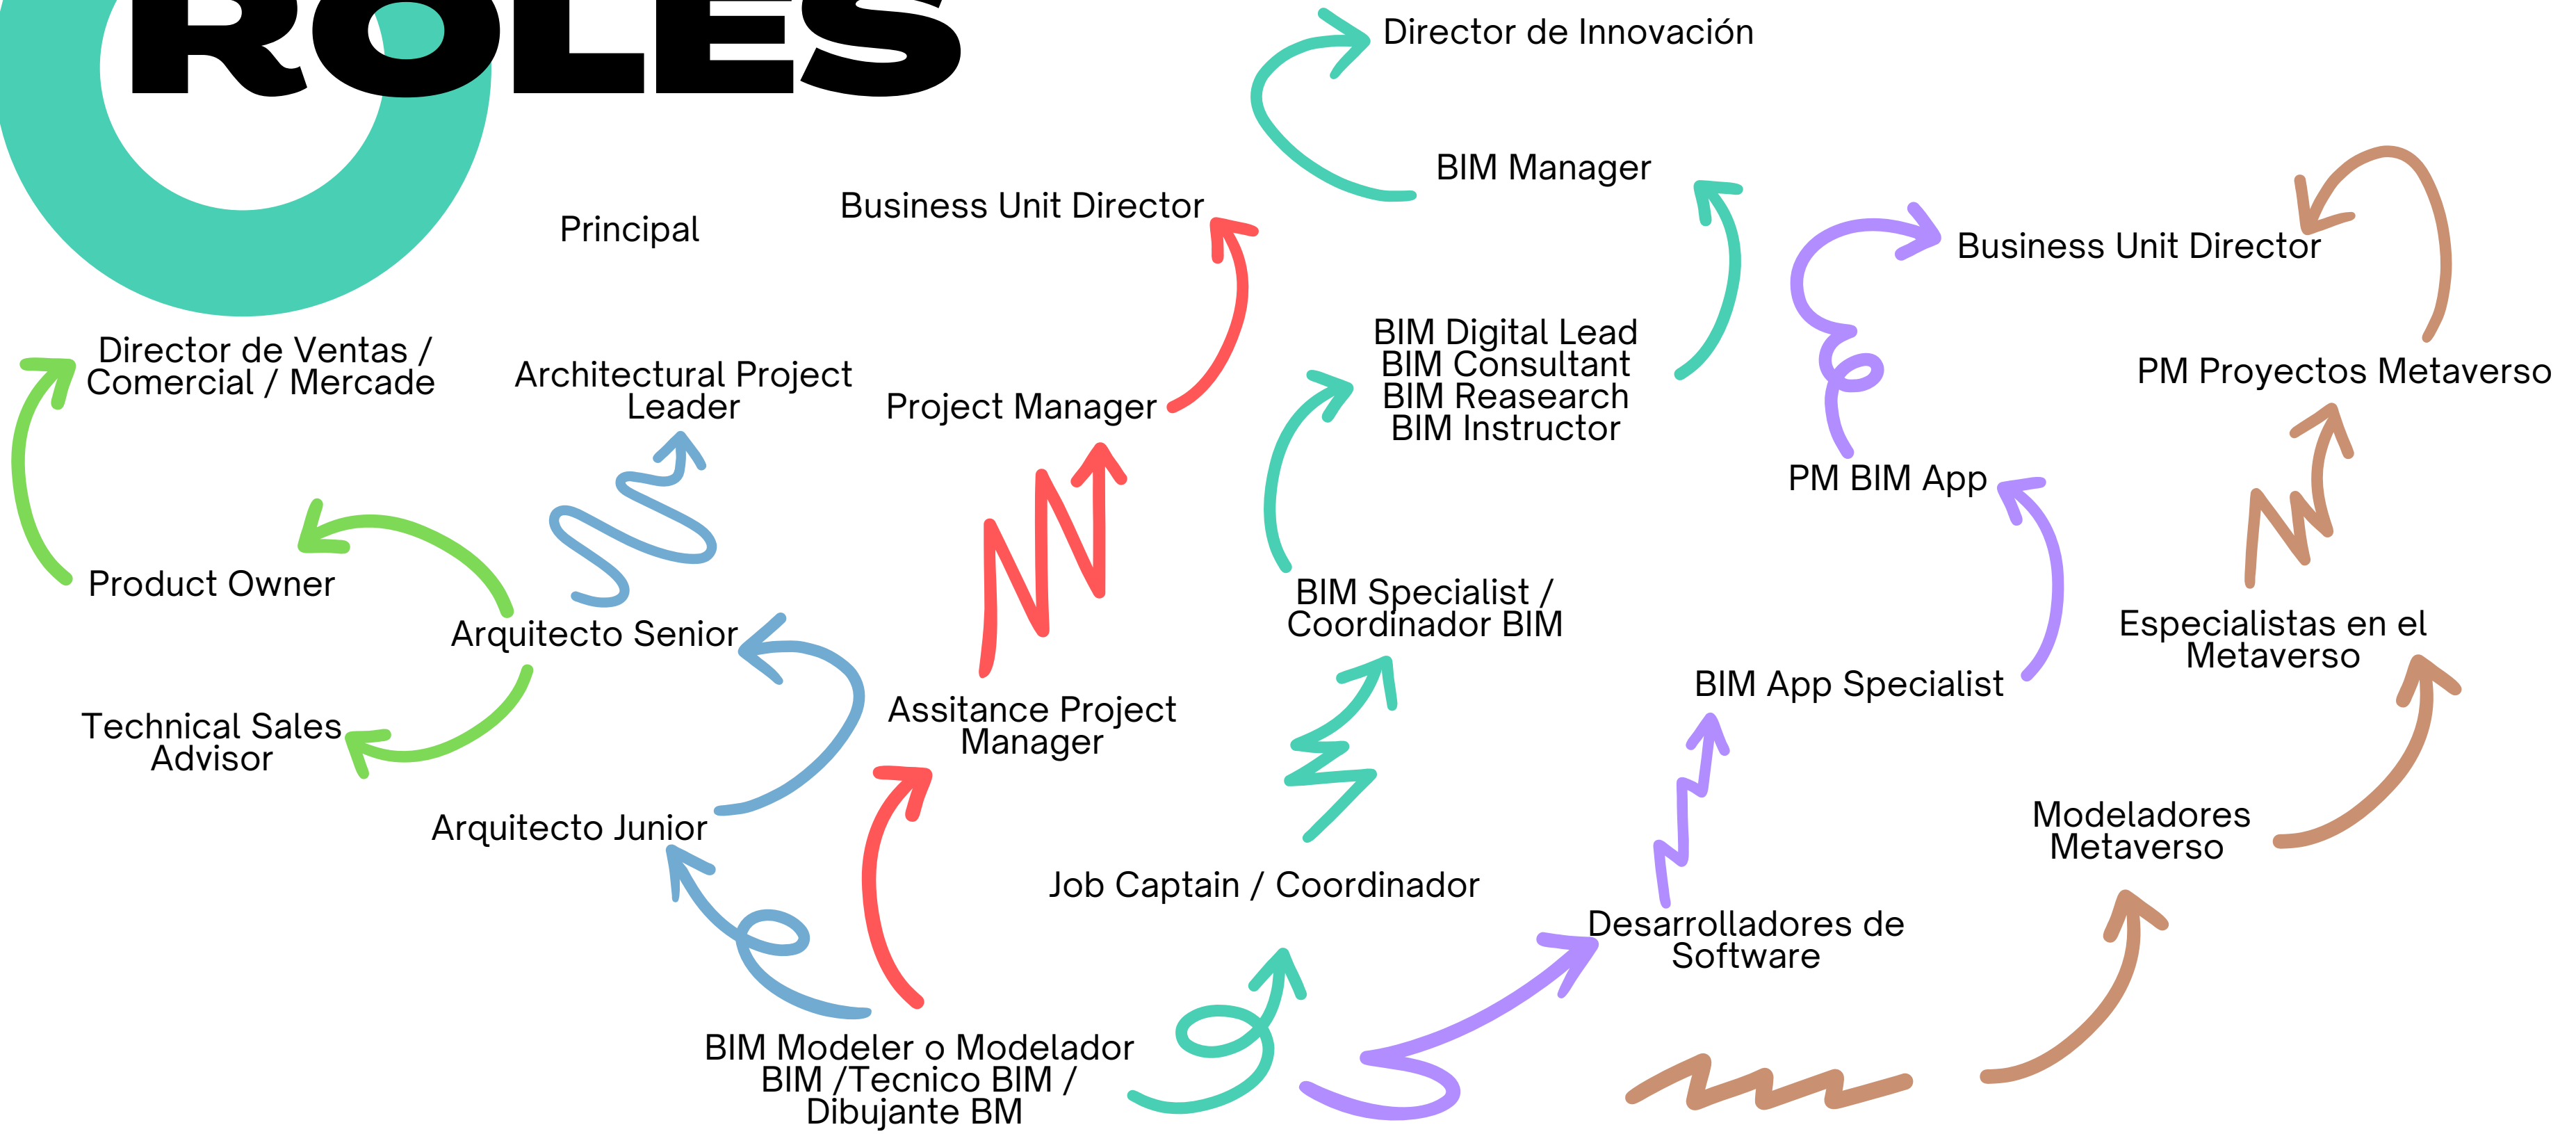 ROLES
Director de Innovación
BIM Manager
Business Unit Director
Principal
Business Unit Director
Director de Ventas /
Comercial / Mercade
Architectural Project
Leader
Project Manager
BIM Digital Lead
BIM Consultant
BIM Reasearch
BIM Instructor
PM Proyectos Metaverso
PM BIM App
Product Owner
Arquitecto Senior
BIM Specialist /
Coordinador BIM
Especialistas en el
Metaverso
Technical Sales
Advisor
Assitance Project
Manager
BIM App Specialist
Arquitecto Junior
Modeladores
Metaverso
Job Captain / Coordinador
Desarrolladores de
Software
BIM Modeler o Modelador
BIM /Tecnico BIM /
Dibujante BM